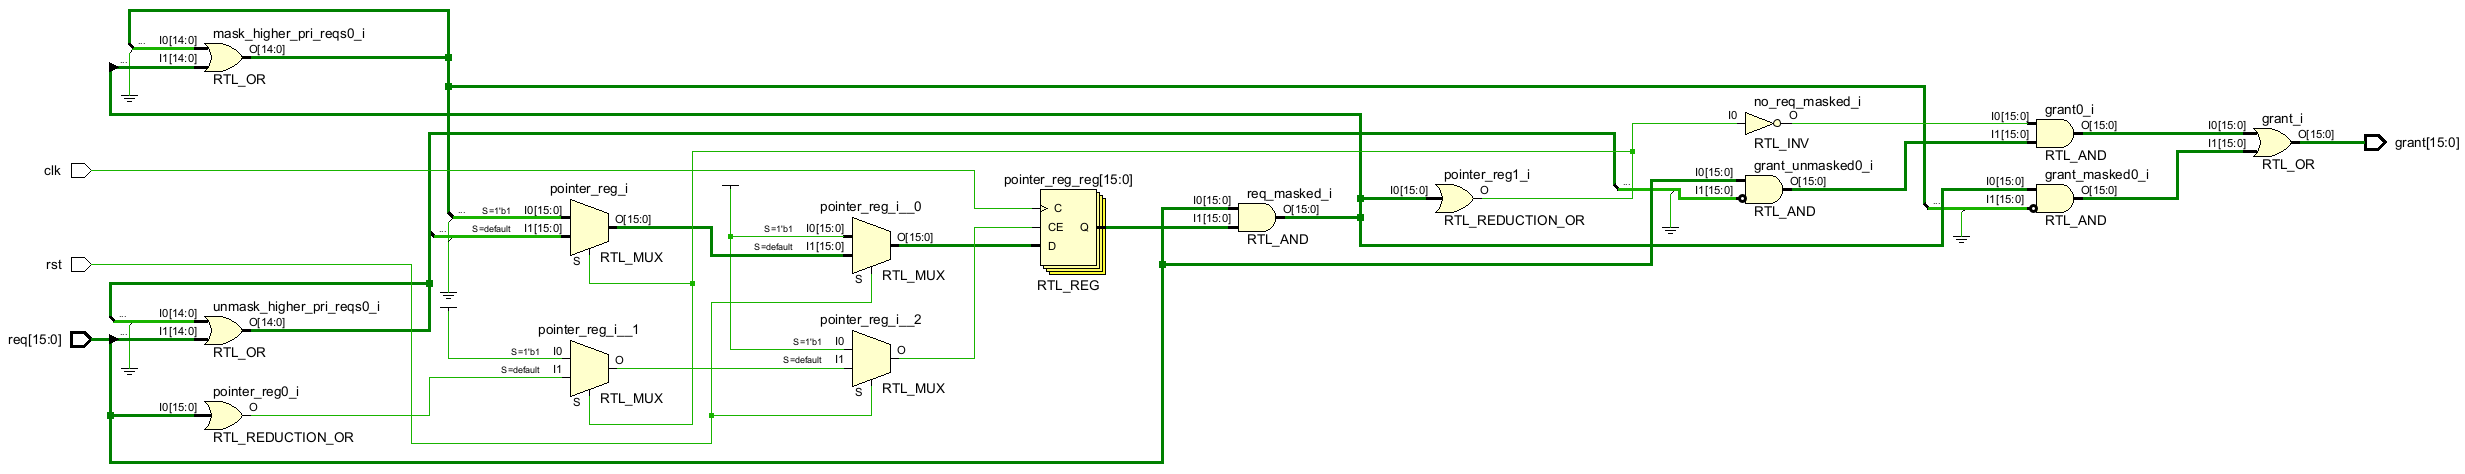 mask_higher_pri_reqs0_i
... I0[14:0]
O[14:0]
... I1[14:0]
RTL_OR
clk
rst
unmask_higher_pri_reqs0_i
... I0[14:0]
O[14:0]
... I1[14:0]
RTL_OR
req[15:0]
pointer_reg0_i
I0[15:0]
O
RTL_REDUCTION_OR
pointer_reg_i
... S=1'b1 I0[15:0]
O[15:0]
... S=default I1[15:0]
S
RTL_MUX
pointer_reg_i__1
S=1'b1 I0
O
S=default I1
S
RTL_MUX
pointer_reg_i__0
S=1'b1 I0[15:0]
O[15:0]
S=default I1[15:0]
S
RTL_MUX
pointer_reg_i__2
S=1'b1 I0
O
S=default I1
S
RTL_MUX
pointer_reg_reg[15:0]
C
CE Q
D
RTL_REG
req_masked_i
I0[15:0]
O[15:0]
I1[15:0]
RTL_AND
pointer_reg1_i
I0[15:0]
O
RTL_REDUCTION_OR
no_req_masked_i
I0
O
RTL_INV
grant_unmasked0_i
I0[15:0]
O[15:0]
... I1[15:0]
RTL_AND
grant0_i
I0[15:0]
O[15:0]
I1[15:0]
RTL_AND
grant_masked0_i
I0[15:0]
O[15:0]
... I1[15:0]
RTL_AND
grant_i
I0[15:0]
O[15:0]
I1[15:0]
RTL_OR
grant[15:0]